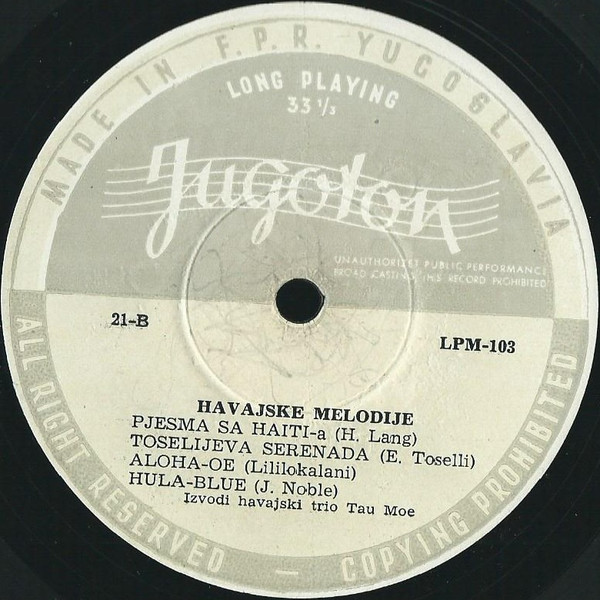 MADE IN F.P.R. YUGOSLAVIA
LONG PLAYING
33 1/3
Jugoton
UNAUTHORIZET PUBLIC PERFORMANCE
BROAD CASTING THIS RECORD PROHIBITED
21-B
LPM-103
HAVAJSKE MELODIJE
PJESMA SA HAITI-a (H. Lang)
TOSELIJEVA SERENADA (E. Toselli)
ALOHA-OE (Lililokalani)
HULA-BLUE (J. Noble)
Izvodi havajski trio Tau Moe
ALL RIGHT RESERVED — COPYING PROHIBITED